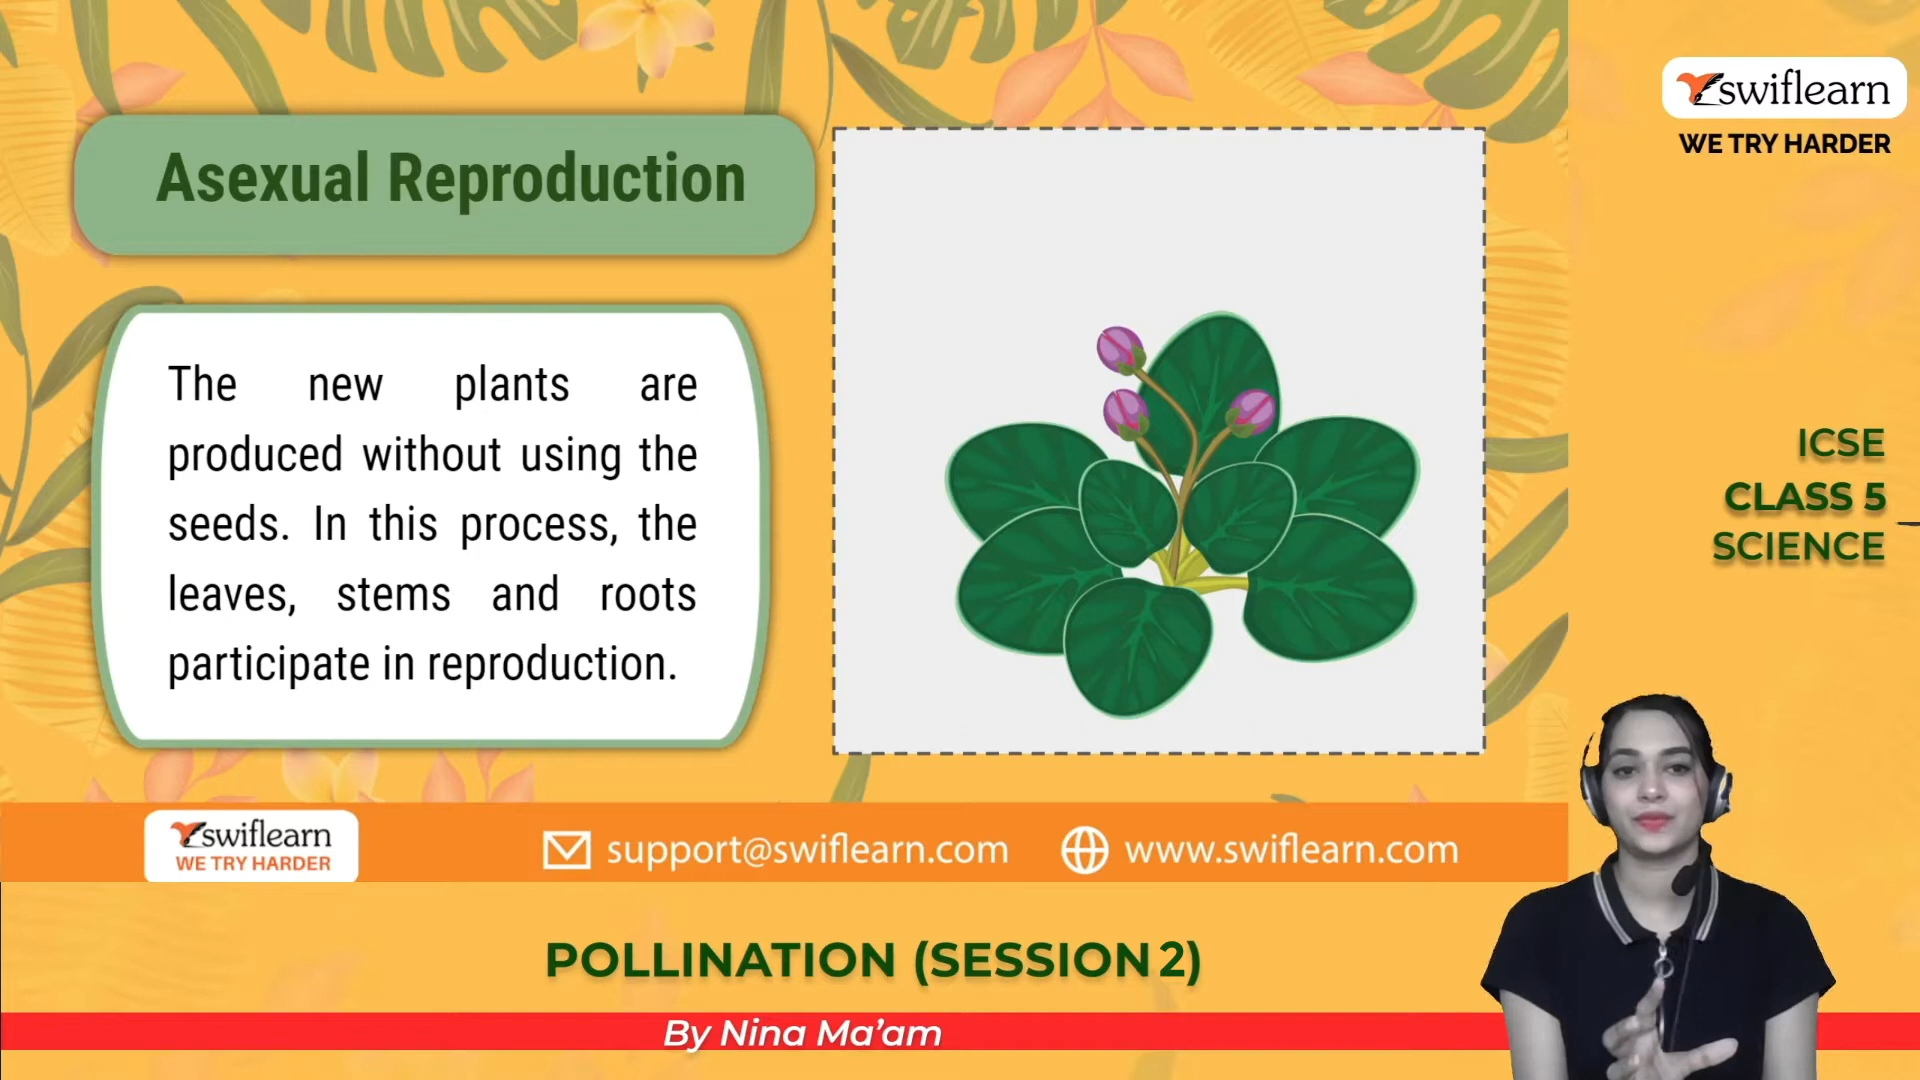 swiflearn
WE TRY HARDER
Asexual Reproduction
The new plants are
produced without using the
seeds. In this process, the
leaves, stems and roots
participate in reproduction.
ICSE
CLASS 5
SCIENCE
swiflearn
WE TRY HARDER
support@swiflearn.com
www.swiflearn.com
POLLINATION (SESSION 2)
By Nina Ma’am